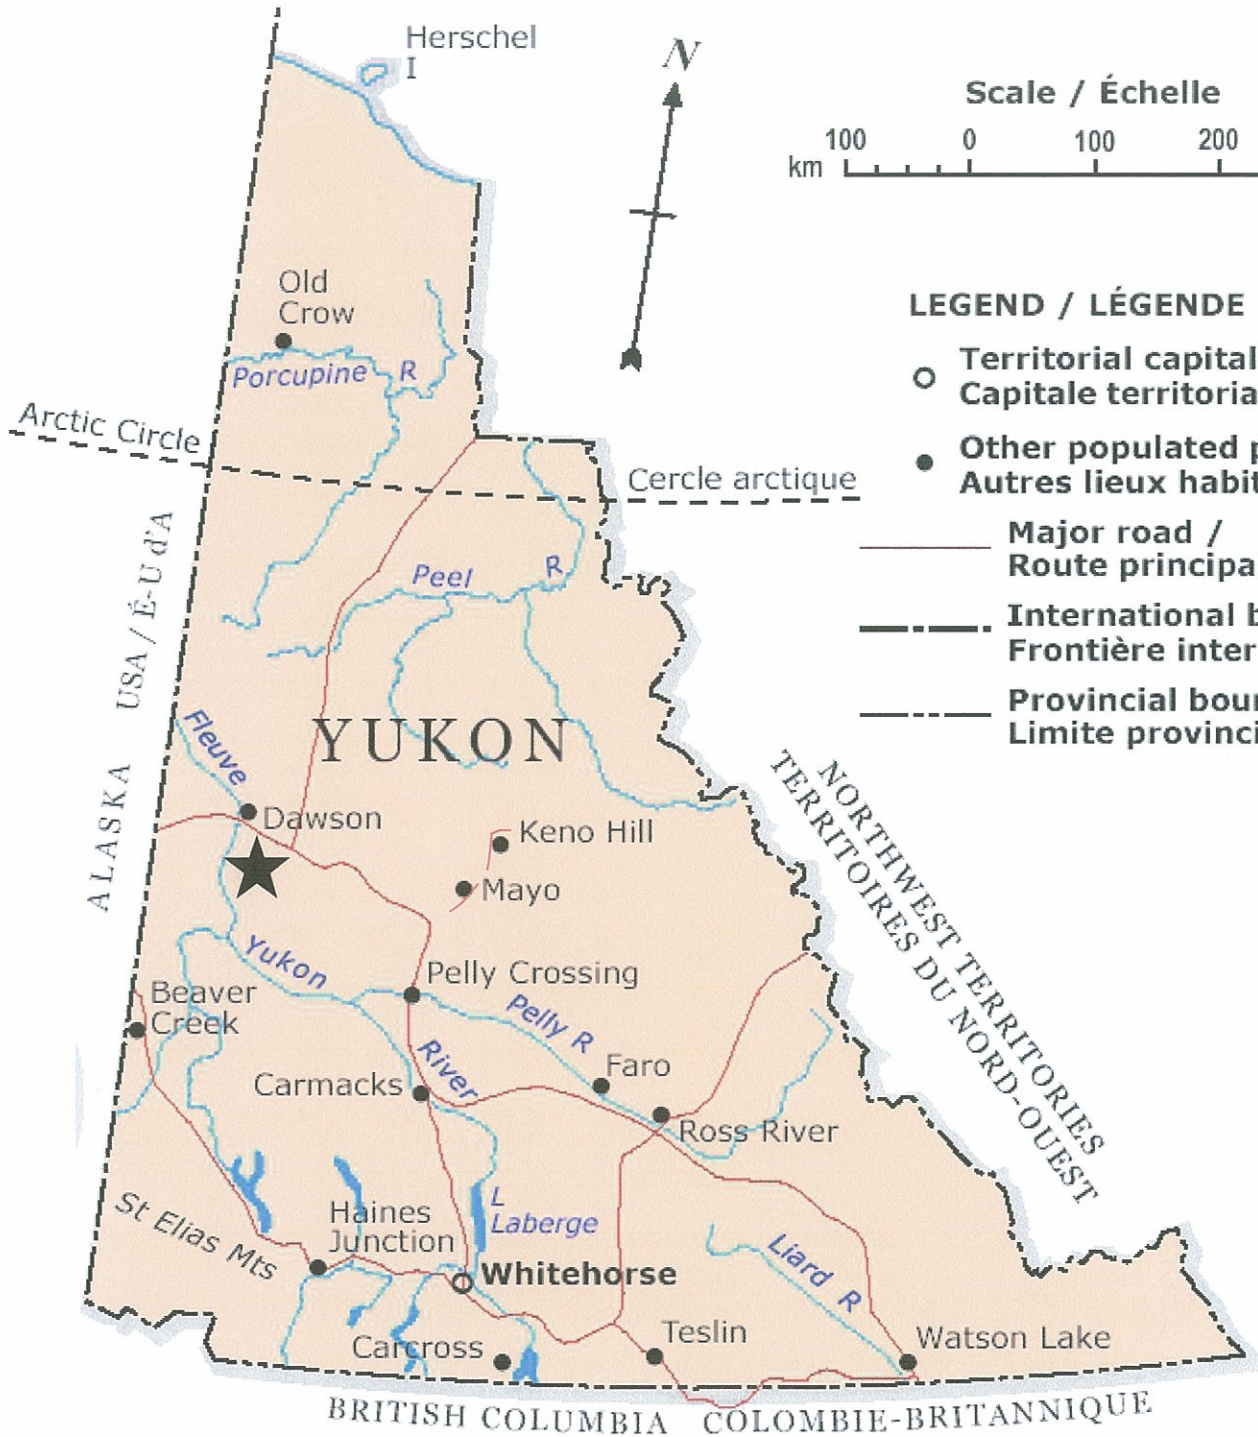 Herschel
I
N
Scale / Échelle
100 0 100 200
km
Old
Crow
Porcupine R
LEGEND / LÉGENDE
Territorial capital
Capitale territoria
Other populated p
Autres lieux habit
Major road /
Route principa
International b
Frontière inter
Provincial bour
Limite provinci
Arctic Circle
Cercle arctique
Peel R
ALASKA USA / É-U d'A
YUKON
Fleuve
Dawson
Keno Hill
Mayo
NORTHWEST TERRITORIES
TERRITOIRES DU NORD-OUEST
Yukon
River
Pelly Crossing
Pelly R
Beaver
Creek
Carmacks
Faro
Ross River
St Elias Mts
Haines
Junction
L
Laberge
Whitehorse
Liard R
Carcross
Teslin
Watson Lake
BRITISH COLUMBIA COLOMBIE-BRITANNIQUE